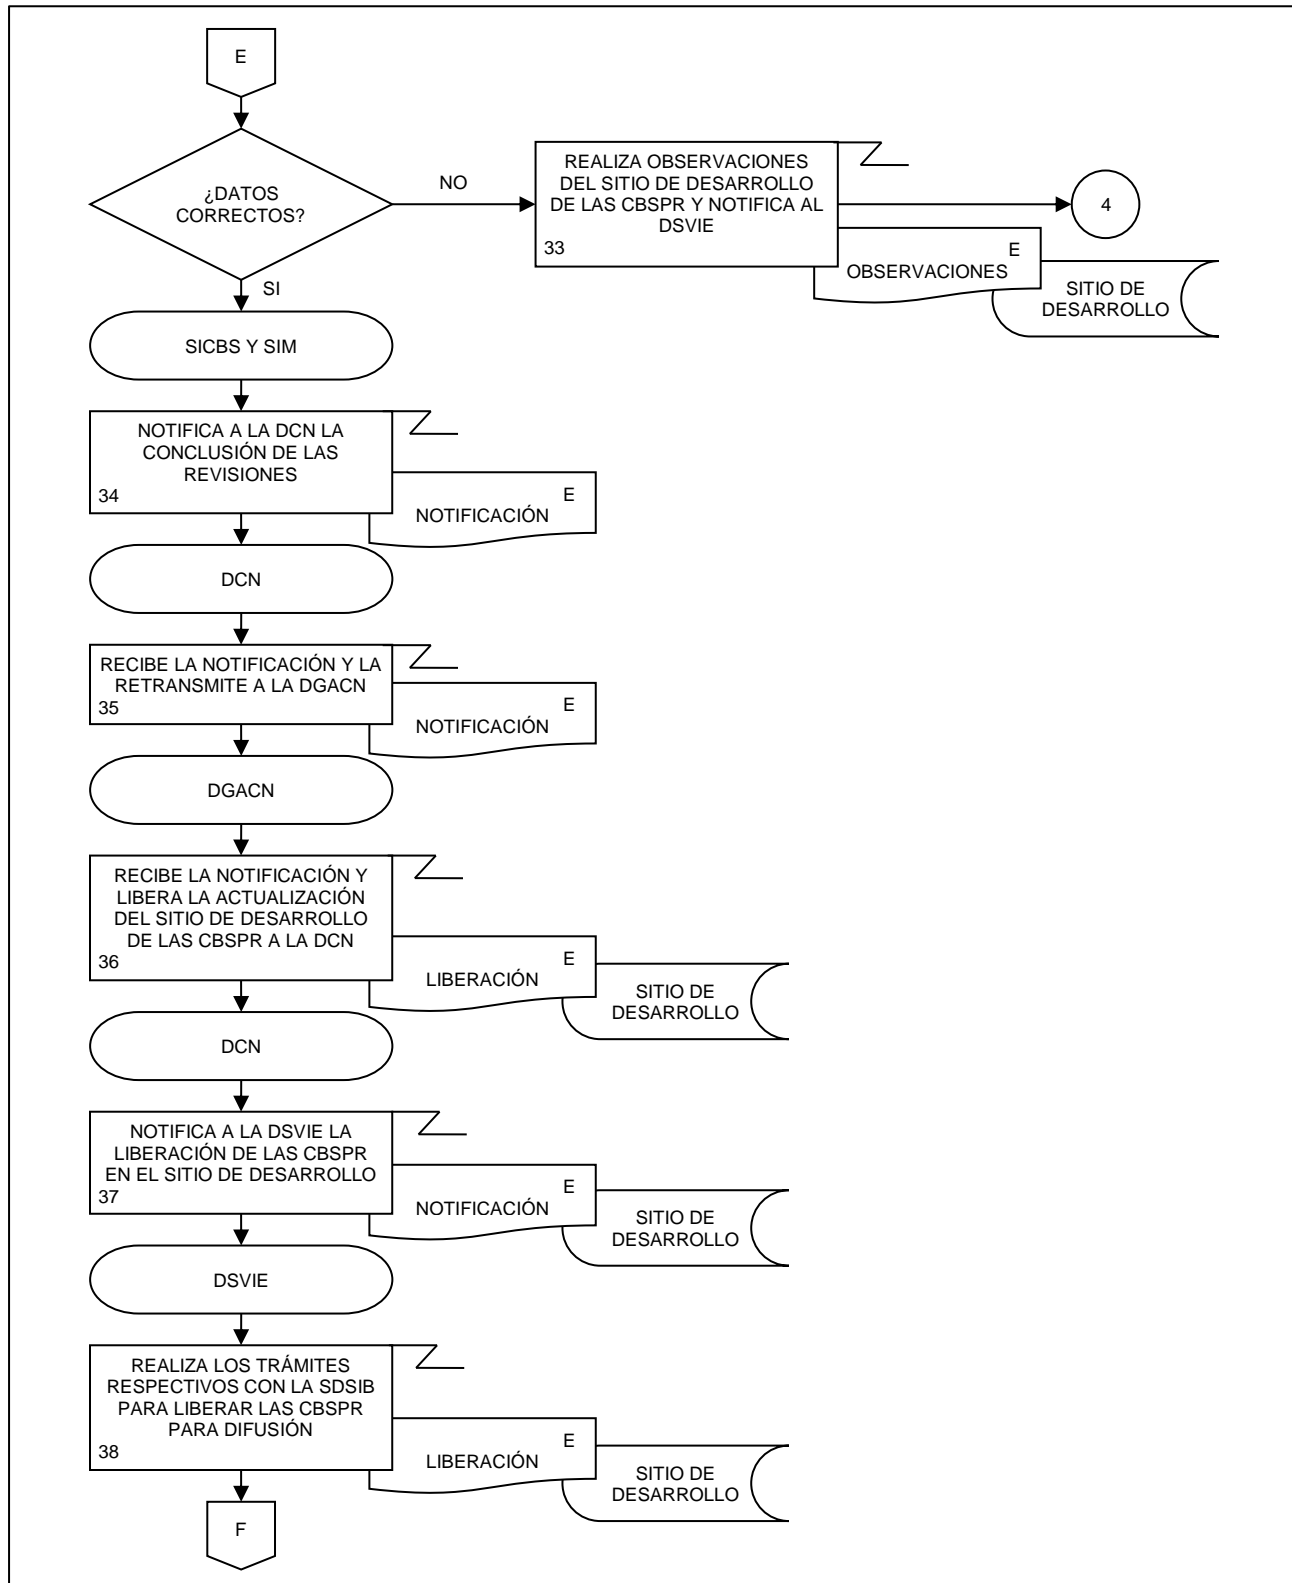 E
¿DATOS
CORRECTOS?
NO
REALIZA OBSERVACIONES
DEL SITIO DE DESARROLLO
DE LAS CBSPR Y NOTIFICA AL
DSVIE
33
4
E
OBSERVACIONES
SITIO DE
DESARROLLO
SI
SICBS Y SIM
NOTIFICA A LA DCN LA
CONCLUSIÓN DE LAS
REVISIONES
34
E
NOTIFICACIÓN
DCN
RECIBE LA NOTIFICACIÓN Y LA
RETRANSMITE A LA DGACN
35
E
NOTIFICACIÓN
DGACN
RECIBE LA NOTIFICACIÓN Y
LIBERA LA ACTUALIZACIÓN
DEL SITIO DE DESARROLLO
DE LAS CBSPR A LA DCN
36
E
LIBERACIÓN
SITIO DE
DESARROLLO
DCN
NOTIFICA A LA DSVIE LA
LIBERACIÓN DE LAS CBSPR
EN EL SITIO DE DESARROLLO
37
E
NOTIFICACIÓN
SITIO DE
DESARROLLO
DSVIE
REALIZA LOS TRÁMITES
RESPECTIVOS CON LA SDSIB
PARA LIBERAR LAS CBSPR
PARA DIFUSIÓN
38
E
LIBERACIÓN
SITIO DE
DESARROLLO
F